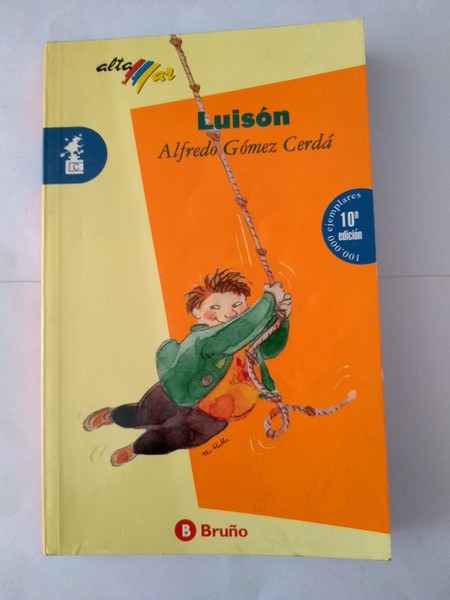 alta
mar
Luisón
Alfredo Gómez Cerdá
100.000 ejemplares
10ª
edición
B Bruño